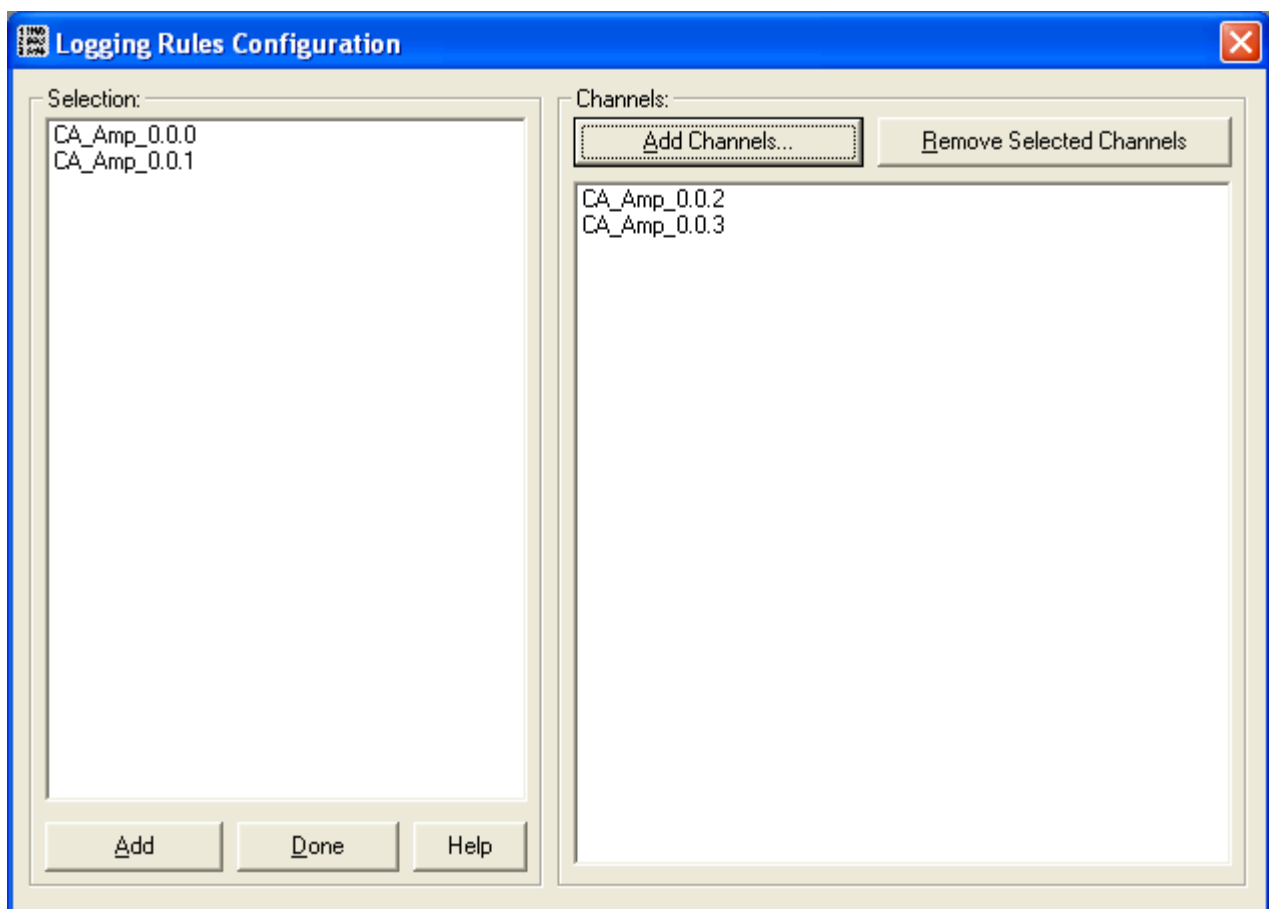 Logging Rules Configuration
Selection:
CA_Amp_0.0.0
CA_Amp_0.0.1
Add
Done
Help
Channels:
Add Channels...
Remove Selected Channels
CA_Amp_0.0.2
CA_Amp_0.0.3